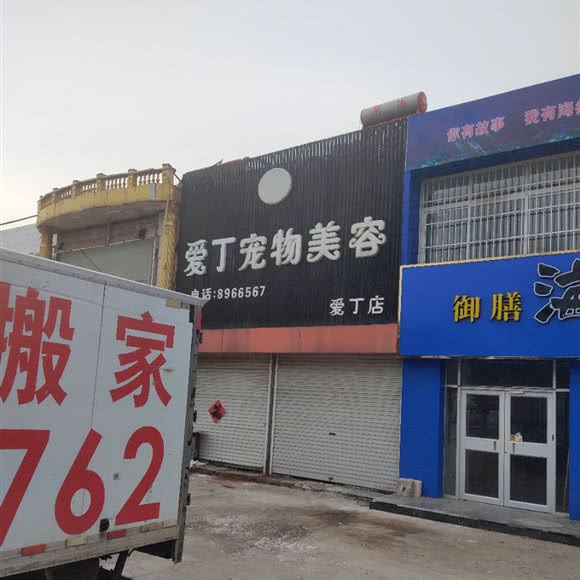 你有故事 我有海
爱丁宠物美容
电话:8966567
爱丁店
御膳
搬家
762
福